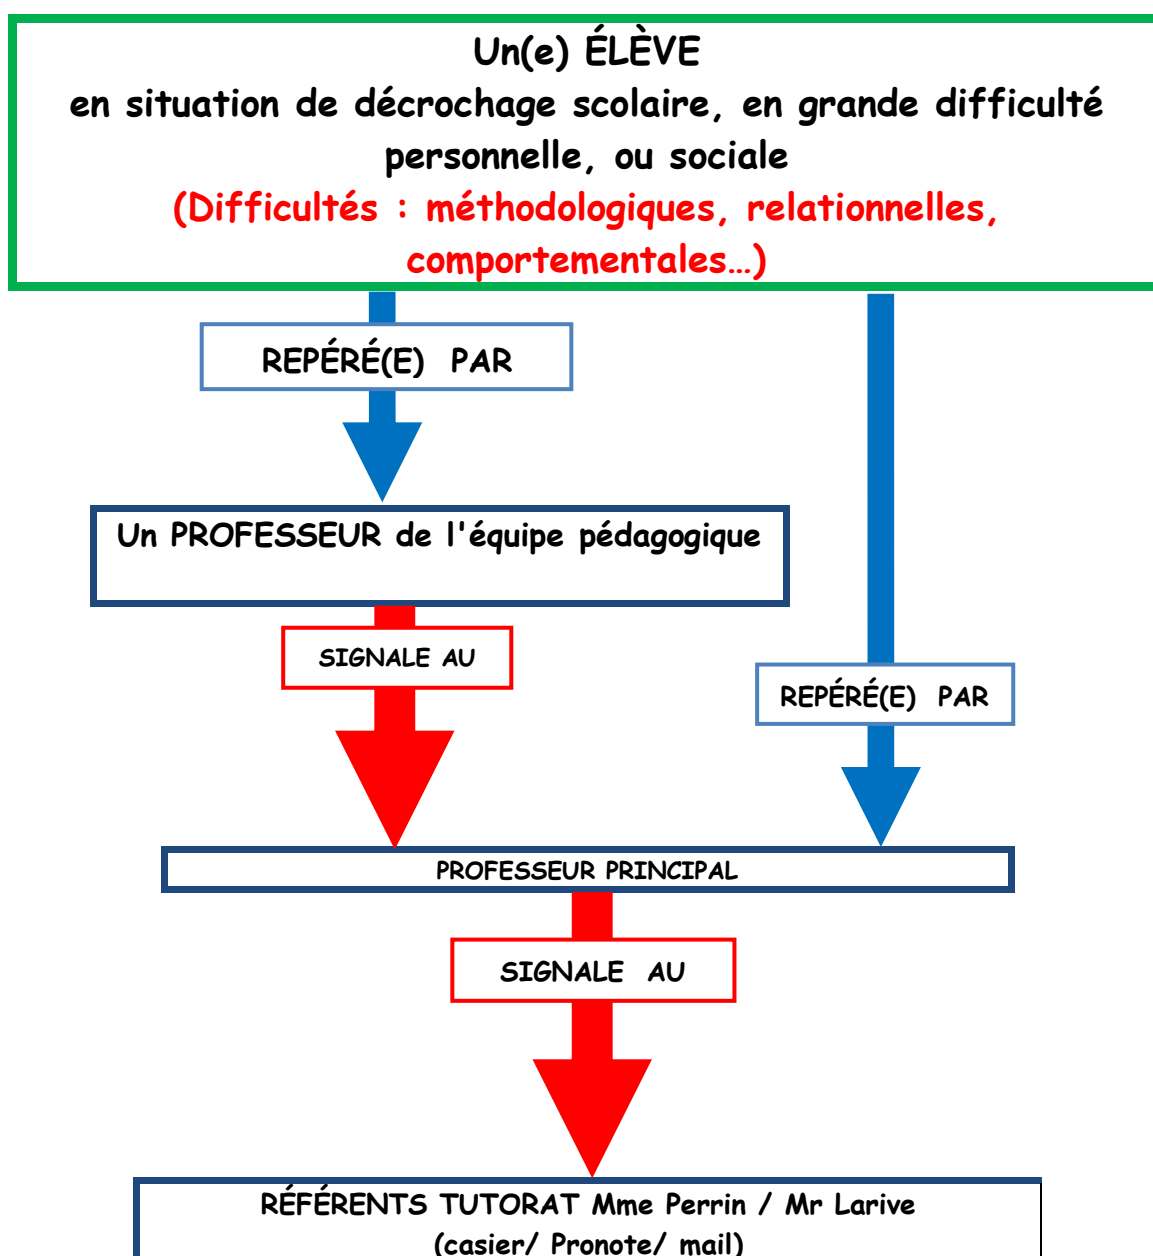 Un(e) ÉLÈVE
en situation de décrochage scolaire, en grande difficulté
personnelle, ou sociale
(Difficultés : méthodologiques, relationnelles,
comportementales…)
REPÉRÉ(E) PAR
Un PROFESSEUR de l'équipe pédagogique
SIGNALE AU
REPÉRÉ(E) PAR
PROFESSEUR PRINCIPAL
SIGNALE AU
RÉFÉRENTS TUTORAT Mme Perrin / Mr Larive
(casier/ Pronote/ mail)